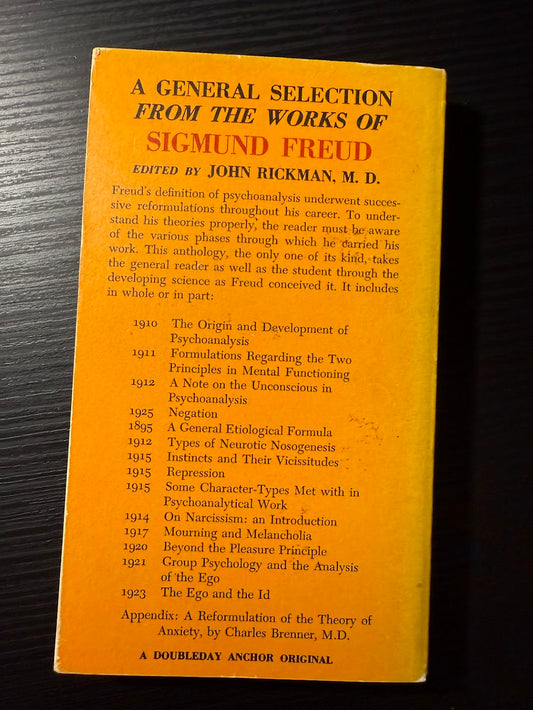 A GENERAL SELECTION
FROM THE WORKS OF
SIGMUND FREUD
EDITED BY JOHN RICKMAN, M. D.
Freud's definition of psychoanalysis underwent succes-
sive reformulations throughout his career. To under-
stand his theories properly, the reader must be aware
of the various phases through which he carried his
work. This anthology, the only one of its kind, takes
the general reader as well as the student through the
developing science as Freud conceived it. It includes
in whole or in part:
1910 The Origin and Development of
Psychoanalysis
1911 Formulations Regarding the Two
Principles in Mental Functioning
1912 A Note on the Unconscious in
Psychoanalysis
1925 Negation
1895 A General Etiological Formula
1912 Types of Neurotic Nosogenesis
1915 Instincts and Their Vicissitudes
1915 Repression
1915 Some Character-Types Met with in
Psychoanalytical Work
1914 On Narcissism: an Introduction
1917 Mourning and Melancholia
1920 Beyond the Pleasure Principle
1921 Group Psychology and the Analysis
of the Ego
1923 The Ego and the Id
Appendix: A Reformulation of the Theory of
Anxiety, by Charles Brenner, M.D.
A DOUBLEDAY ANCHOR ORIGINAL